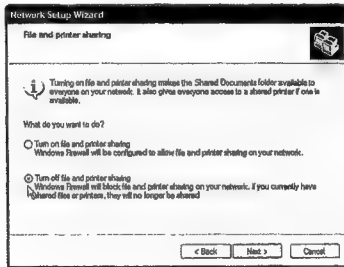 Network Setup Wizard
File and printer sharing
Turning on file and printer sharing makes the Shared Documents folder available to
everyone on your network. It also gives everyone access to a shared printer if one is
available.
What do you want to do?
Turn on file and printer sharing
Windows Firewall will be configured to allow file and printer sharing on your network.
Turn off file and printer sharing
Windows Firewall will block file and printer sharing on your network. If you currently have
shared files or printers, they will no longer be shared
< Back
Next >
Cancel